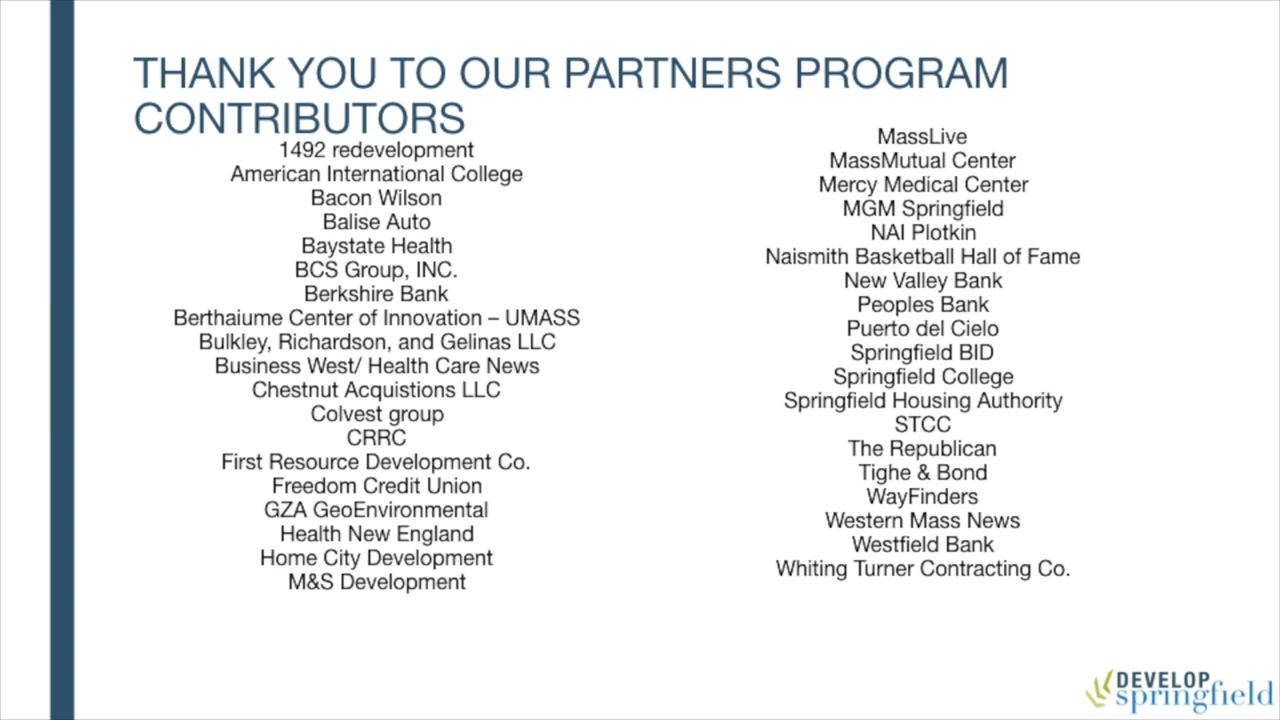 THANK YOU TO OUR PARTNERS PROGRAM
CONTRIBUTORS
1492 redevelopment
American International College
Bacon Wilson
Balise Auto
Baystate Health
BCS Group, INC.
Berkshire Bank
Berthaiume Center of Innovation – UMASS
Bulkley, Richardson, and Gelinas LLC
Business West/ Health Care News
Chestnut Acquistions LLC
Colvest group
CRRC
First Resource Development Co.
Freedom Credit Union
GZA GeoEnvironmental
Health New England
Home City Development
M&S Development
MassLive
MassMutual Center
Mercy Medical Center
MGM Springfield
NAI Plotkin
Naismith Basketball Hall of Fame
New Valley Bank
Peoples Bank
Puerto del Cielo
Springfield BID
Springfield College
Springfield Housing Authority
STCC
The Republican
Tighe & Bond
WayFinders
Western Mass News
Westfield Bank
Whiting Turner Contracting Co.
DEVELOP
springfield